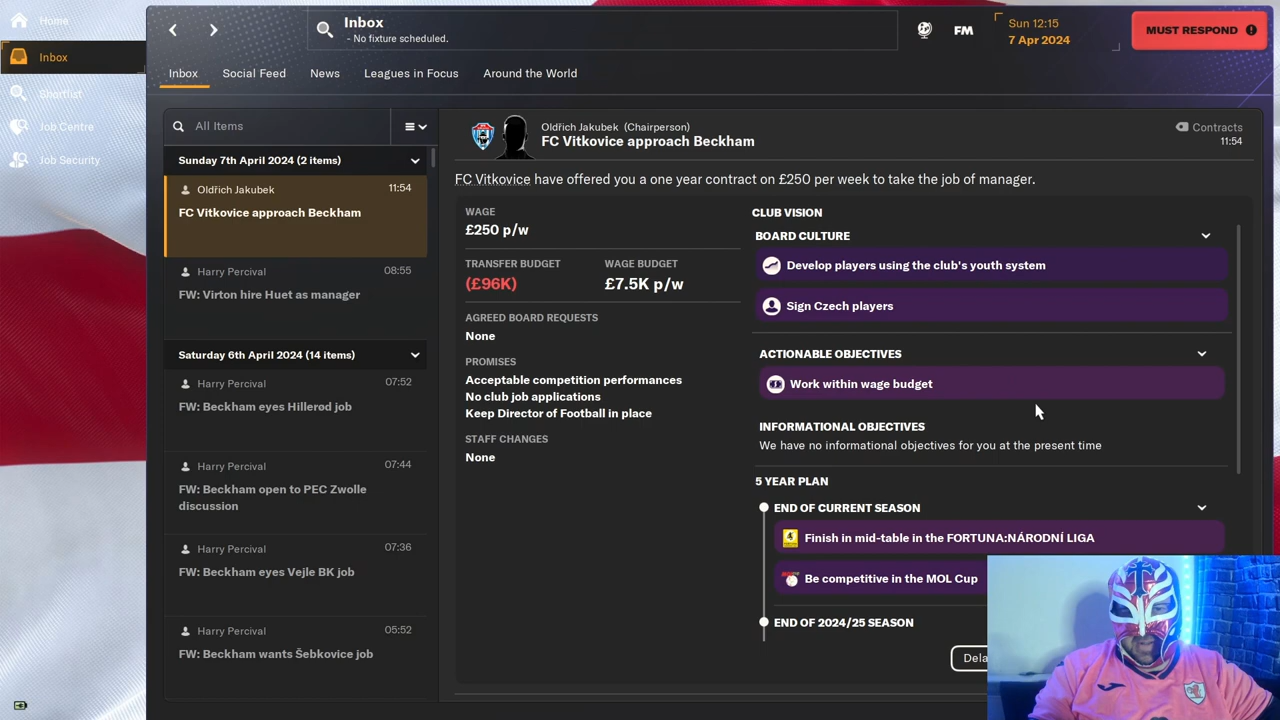 Home
Inbox
Shortlist
Job Centre
Job Security
Inbox
- No fixture scheduled.
FM
Sun 12:15
7 Apr 2024
MUST RESPOND
Inbox
Social Feed
News
Leagues in Focus
Around the World
All Items
Sunday 7th April 2024 (2 items)
Oldřich Jakubek
11:54
FC Vitkovice approach Beckham
Harry Percival
08:55
FW: Virton hire Huet as manager
Saturday 6th April 2024 (14 items)
Harry Percival
07:52
FW: Beckham eyes Hillerød job
Harry Percival
07:44
FW: Beckham open to PEC Zwolle
discussion
Harry Percival
07:36
FW: Beckham eyes Vejle BK job
Harry Percival
05:52
FW: Beckham wants Šebkovice job
Oldřich Jakubek (Chairperson)
FC Vitkovice approach Beckham
Contracts
11:54
FC Vitkovice have offered you a one year contract on £250 per week to take the job of manager.
WAGE
£250 p/w
TRANSFER BUDGET
(£96K)
WAGE BUDGET
£7.5K p/w
AGREED BOARD REQUESTS
None
PROMISES
Acceptable competition performances
No club job applications
Keep Director of Football in place
STAFF CHANGES
None
CLUB VISION
BOARD CULTURE
Develop players using the club's youth system
Sign Czech players
ACTIONABLE OBJECTIVES
Work within wage budget
INFORMATIONAL OBJECTIVES
We have no informational objectives for you at the present time
5 YEAR PLAN
END OF CURRENT SEASON
Finish in mid-table in the FORTUNA:NÁRODNÍ LIGA
Be competitive in the MOL Cup
END OF 2024/25 SEASON
Dela